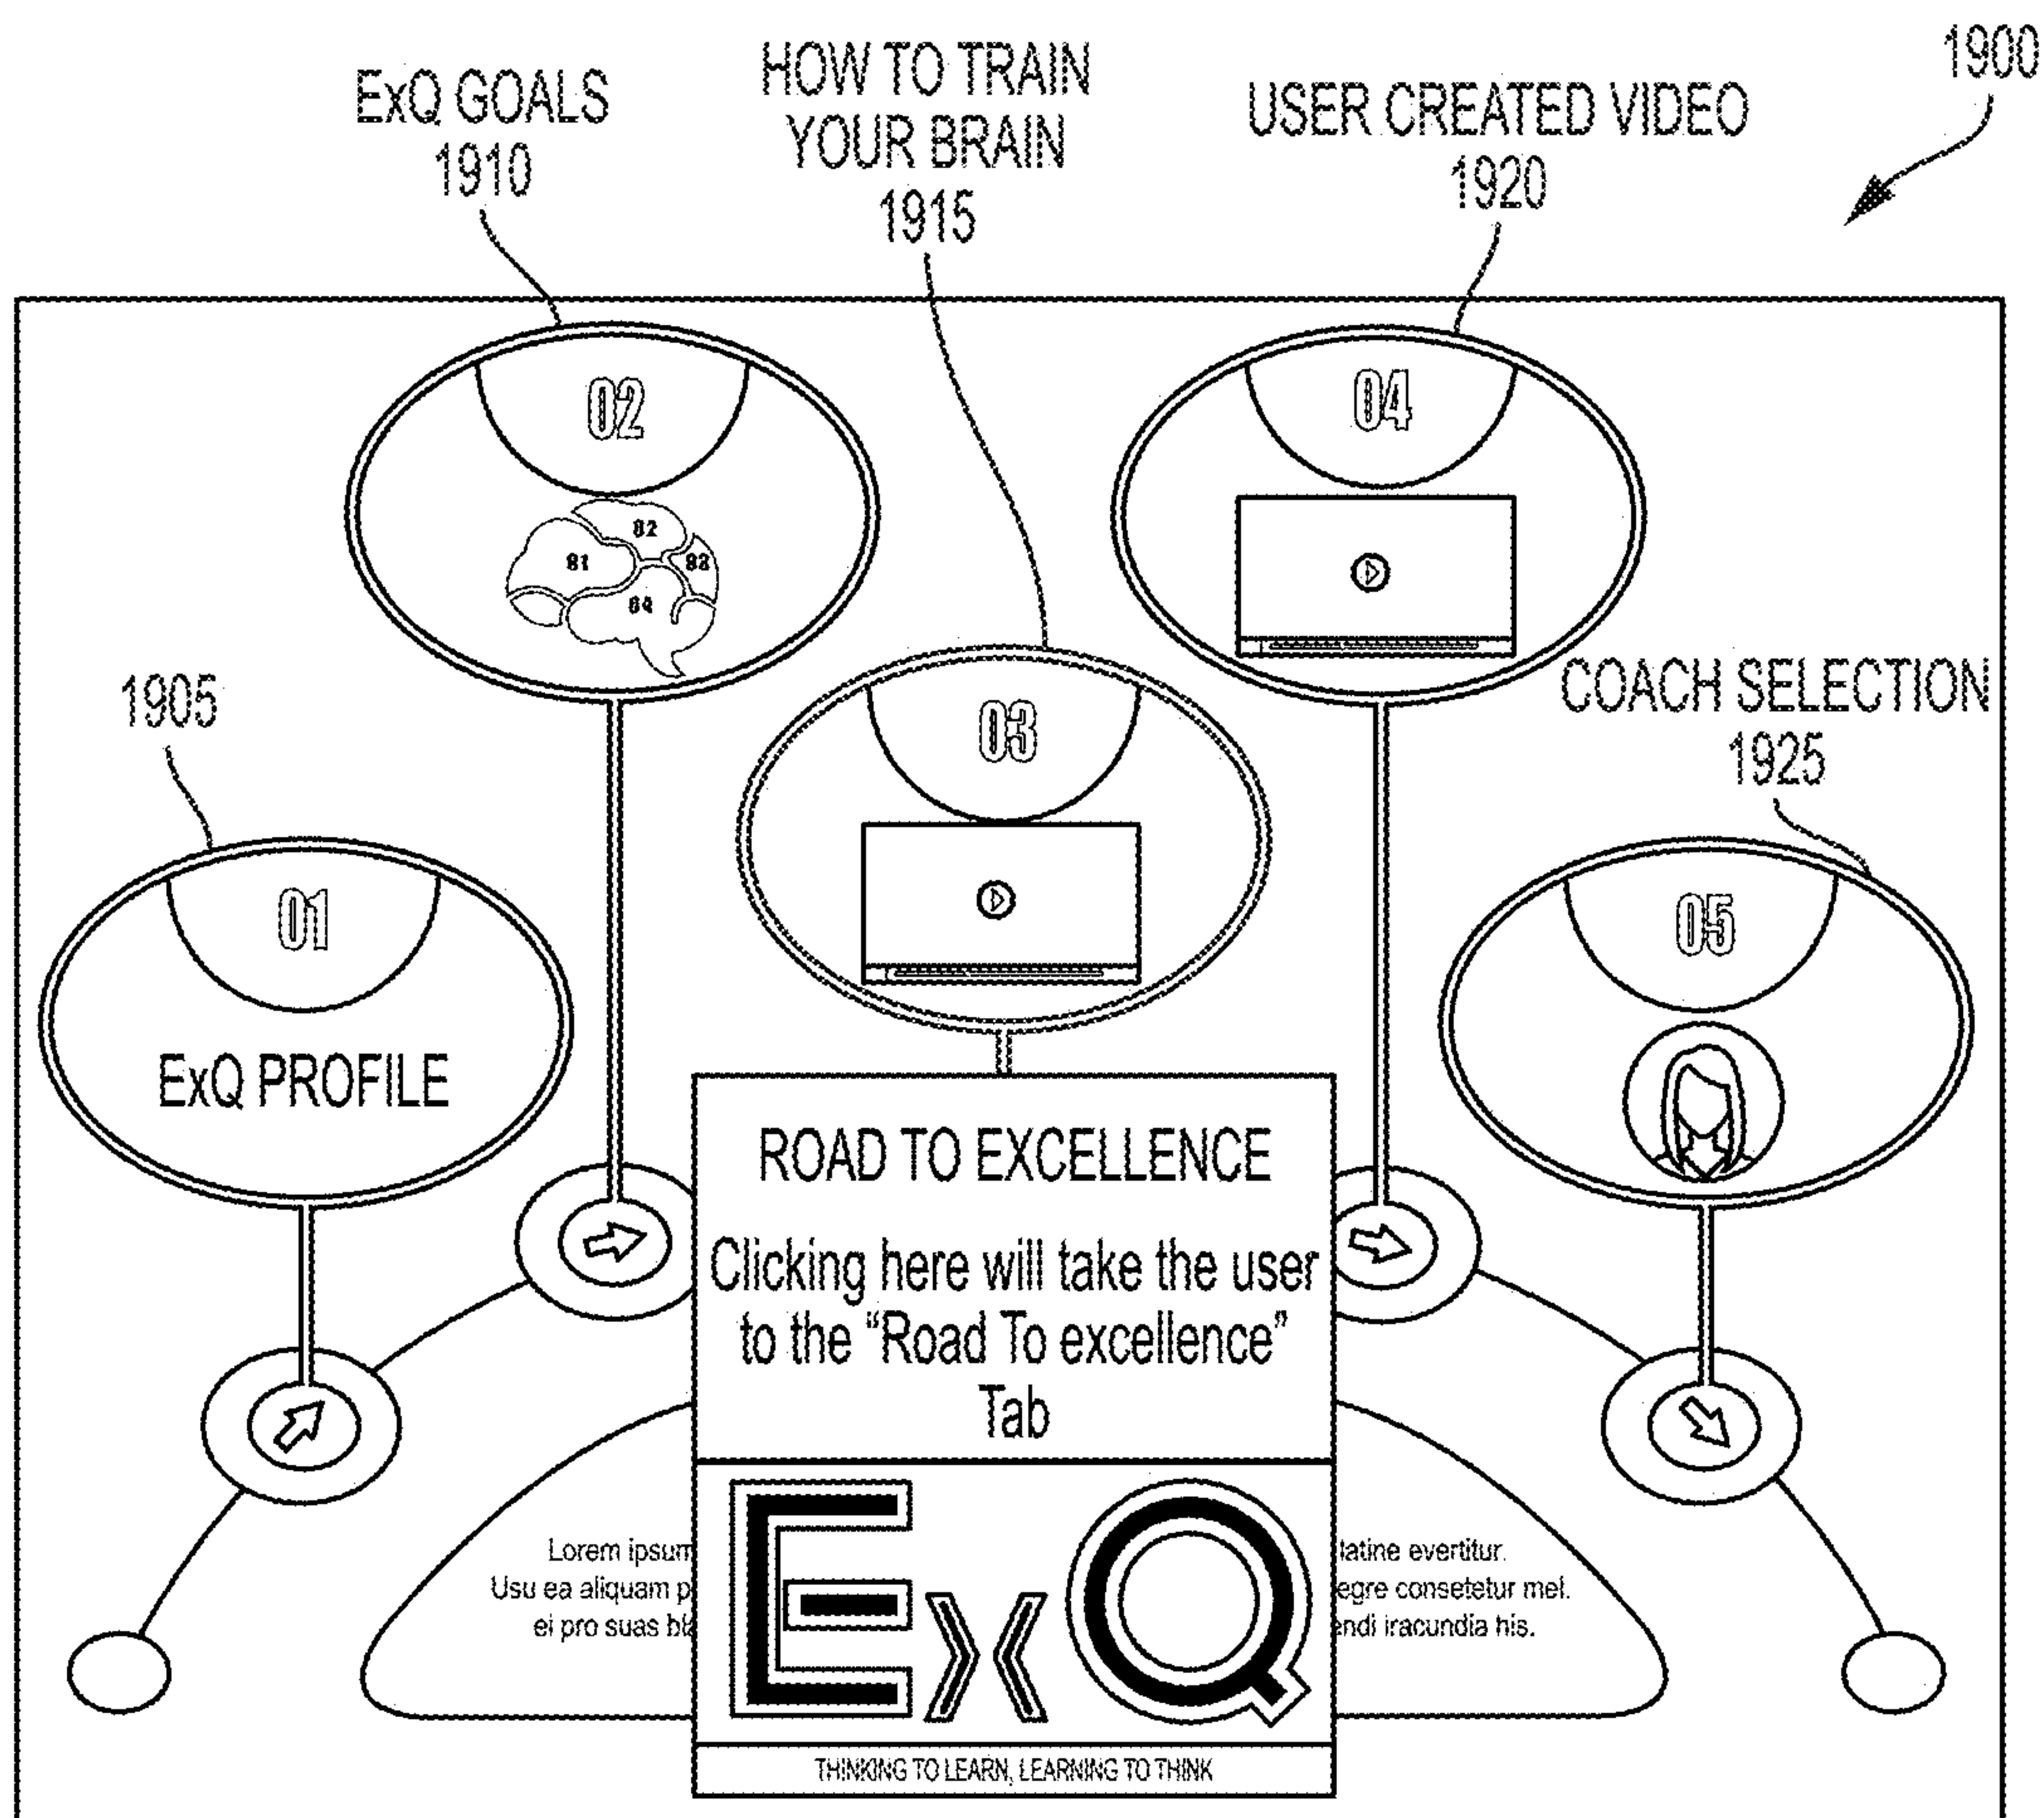 1900
ExQ GOALS
1910
HOW TO TRAIN
YOUR BRAIN
1915
USER CREATED VIDEO
1920
02
04
03
COACH SELECTION
1925
1905
01
ExQ PROFILE
05
ROAD TO EXCELLENCE
Clicking here will take the user
to the “Road To excellence”
Tab
Lorem ipsum
latine evertitur.
Usu ea aliquam
consetetur mel.
ei pro suas
iracundia his.
ExQ
THINKING TO LEARN, LEARNING TO THINK